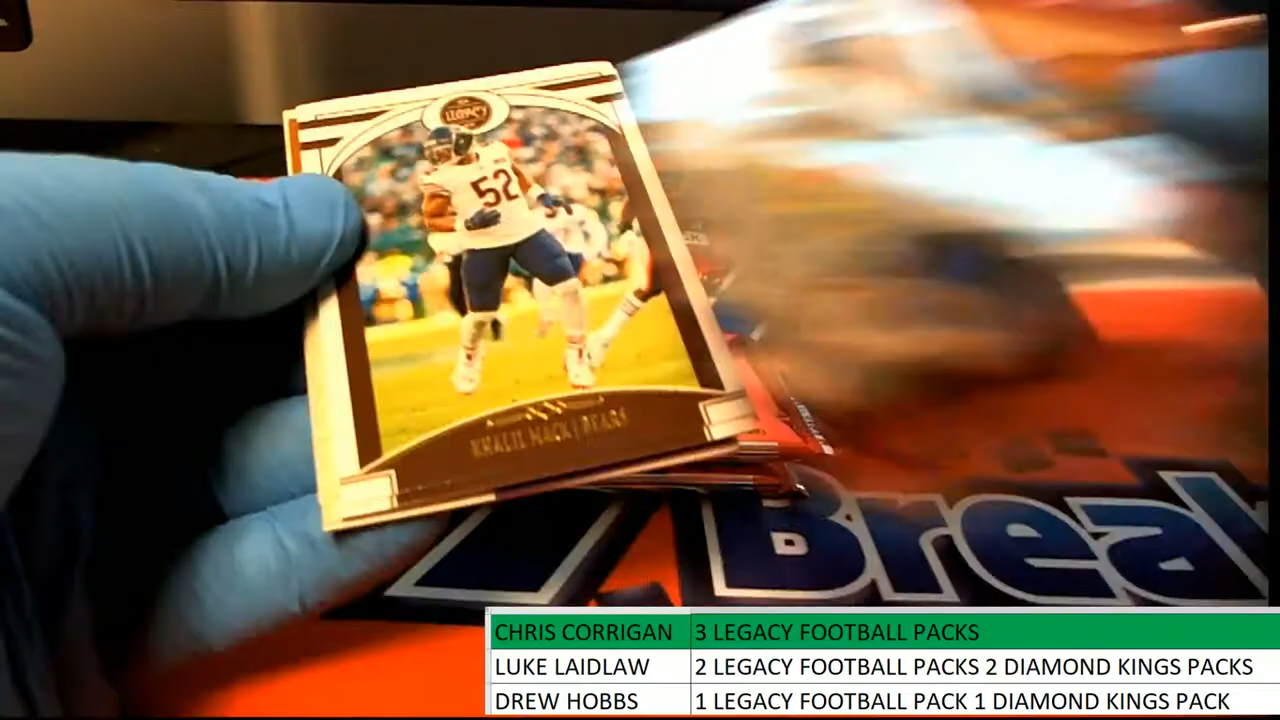 LEGACY
52
KHALIL MACK | BEARS
Break
CHRIS CORRIGAN 3 LEGACY FOOTBALL PACKS
LUKE LAIDLAW 2 LEGACY FOOTBALL PACKS 2 DIAMOND KINGS PACKS
DREW HOBBS 1 LEGACY FOOTBALL PACK 1 DIAMOND KINGS PACK